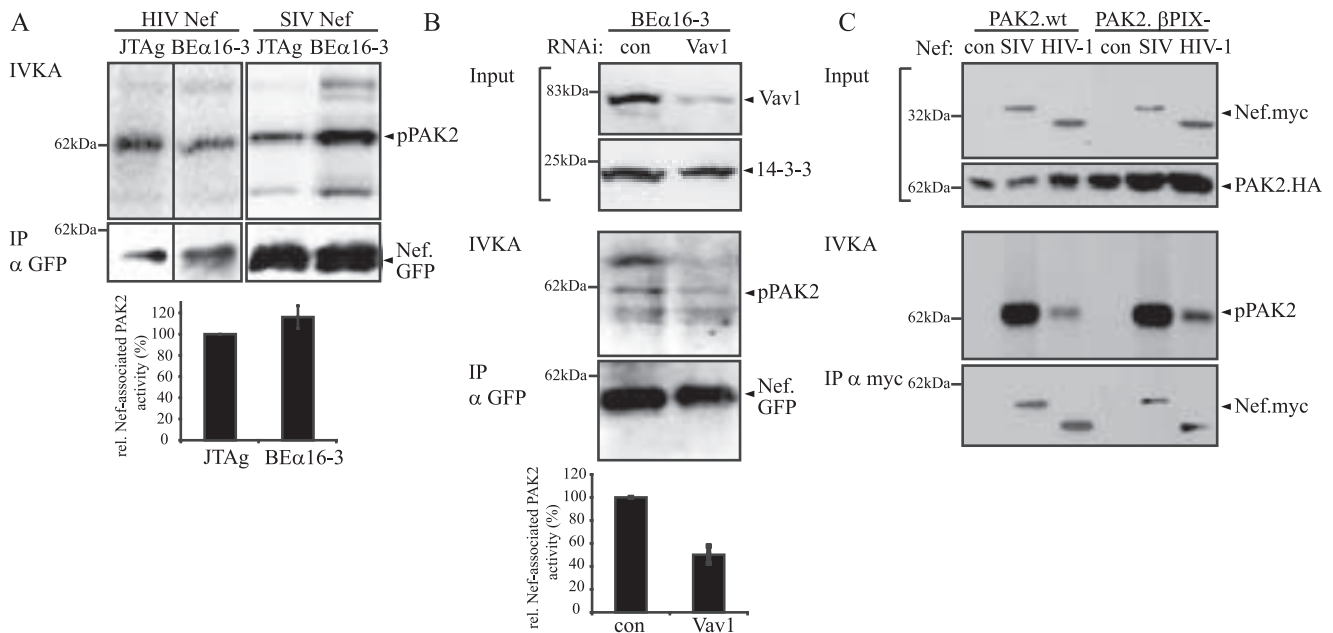 A
HIV Nef SIV Nef
JTAg BEα16-3 JTAg BEα16-3
IVKA
62kDa
pPAK2
62kDa
IP
α GFP
Nef.
GFP
rel. Nef-associated PAK2
activity (%)
120
100
80
60
40
20
0
JTAg BEα16-3
B
BEα16-3
RNAi: con Vav1
Input
83kDa
Vav1
25kDa
14-3-3
IVKA
62kDa
pPAK2
IP
α GFP
62kDa
Nef.
GFP
rel. Nef-associated PAK2
activity (%)
120
100
80
60
40
20
0
con Vav1
C
PAK2.wt PAK2. βPIX-
Nef: con SIV HIV-1 con SIV HIV-1
Input
32kDa
Nef.myc
62kDa
PAK2.HA
IVKA
62kDa
pPAK2
IP α myc
62kDa
Nef.myc